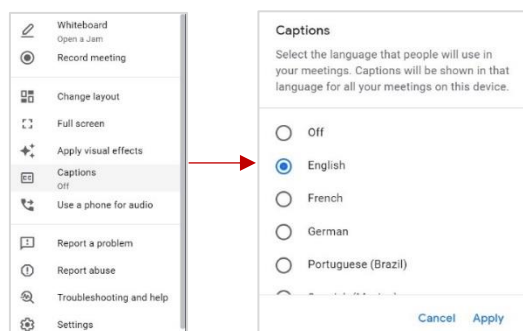 Whiteboard
Open a Jam
Record meeting
Change layout
Full screen
Apply visual effects
Captions
Off
Use a phone for audio
Report a problem
Report abuse
Troubleshooting and help
Settings
Captions
Select the language that people will use in
your meetings. Captions will be shown in that
language for all your meetings on this device.
Off
English
French
German
Portuguese (Brazil)
Cancel Apply